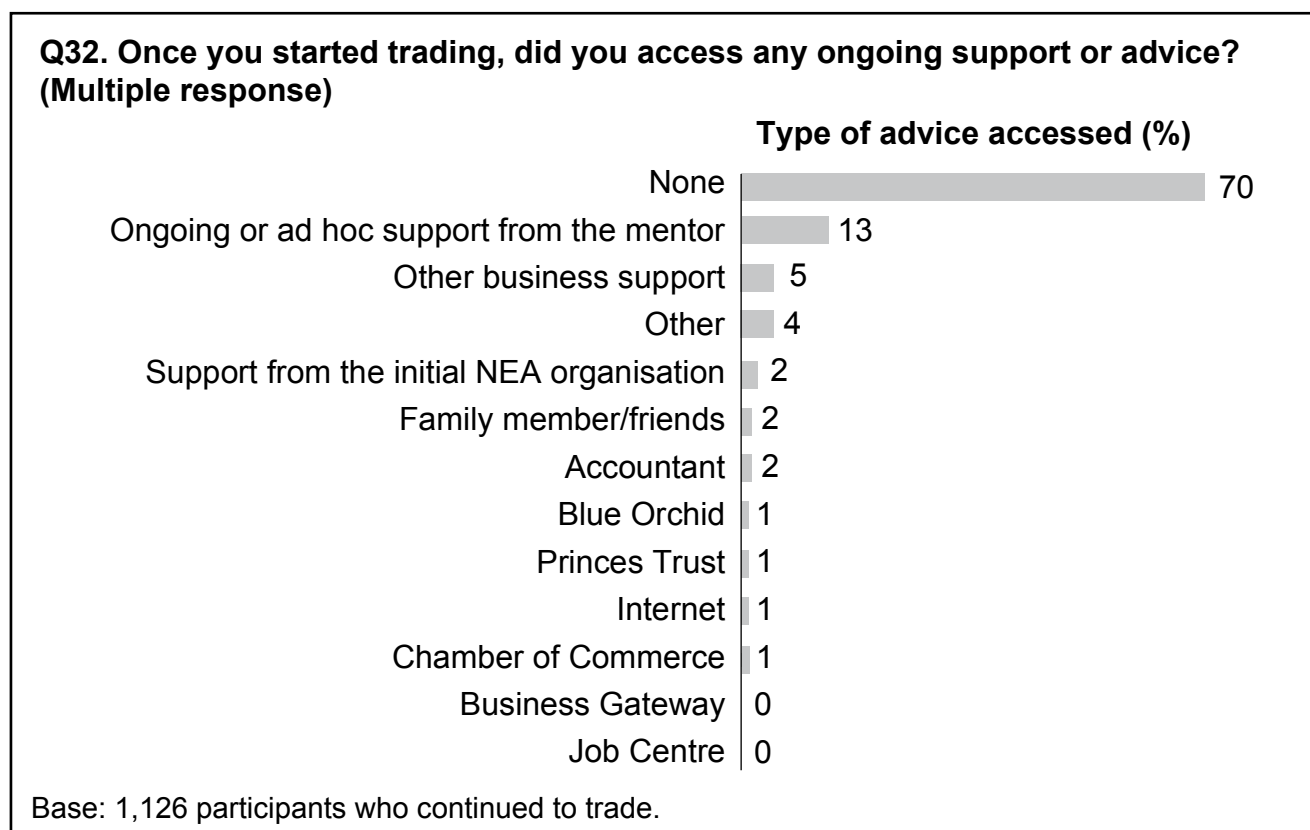 Q32. Once you started trading, did you access any ongoing support or advice?
(Multiple response)
Type of advice accessed (%)
None 70
Ongoing or ad hoc support from the mentor 13
Other business support 5
Other 4
Support from the initial NEA organisation 2
Family member/friends 2
Accountant 2
Blue Orchid 1
Princes Trust 1
Internet 1
Chamber of Commerce 1
Business Gateway 0
Job Centre 0
Base: 1,126 participants who continued to trade.